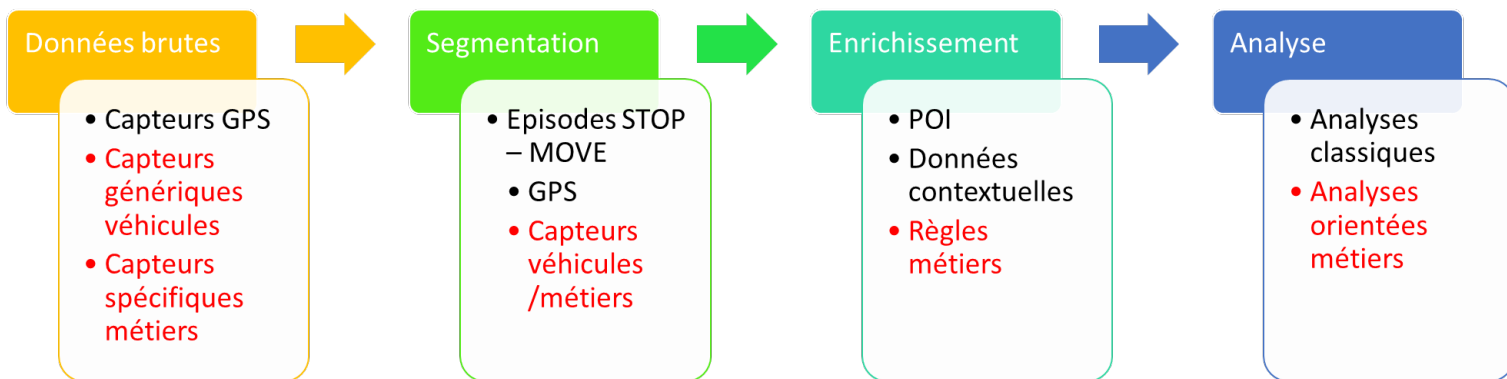 Données brutes
• Capteurs GPS
• Capteurs
génériques
véhicules
• Capteurs
spécifiques
métiers
Segmentation
• Episodes STOP
– MOVE
• GPS
• Capteurs
véhicules
/métiers
Enrichissement
• POI
• Données
contextuelles
• Règles
métiers
Analyse
• Analyses
classiques
• Analyses
orientées
métiers